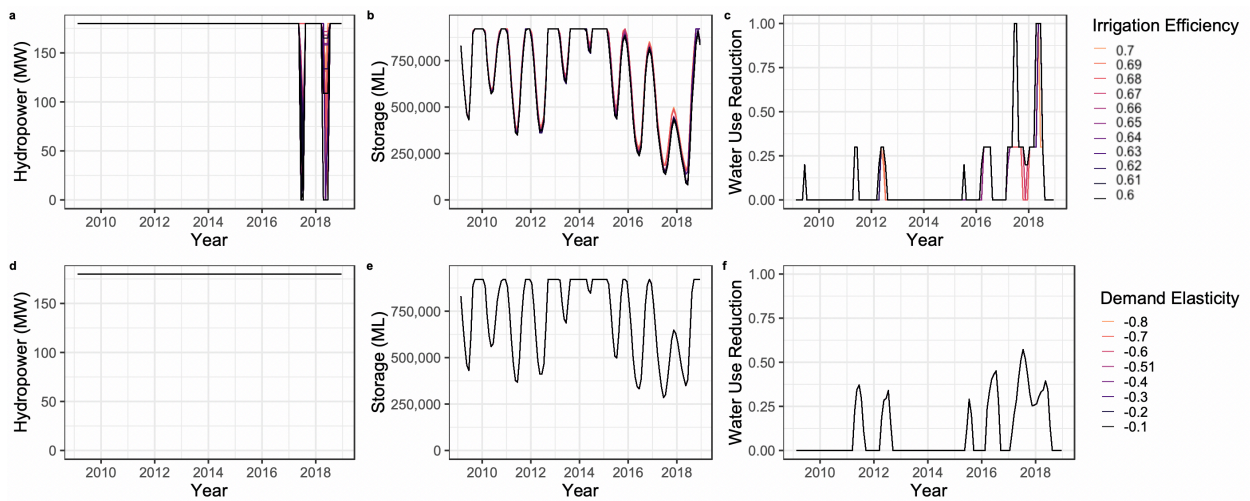 a
Hydropower (MW)
150
100
50
0
2010 2012 2014 2016 2018
Year
b
Storage (ML)
750,000
500,000
250,000
0
2010 2012 2014 2016 2018
Year
c
Water Use Reduction
1.00
0.75
0.50
0.25
0.00
2010 2012 2014 2016 2018
Year
Irrigation Efficiency
0.7
0.69
0.68
0.67
0.66
0.65
0.64
0.63
0.62
0.61
0.6
d
Hydropower (MW)
150
100
50
0
2010 2012 2014 2016 2018
Year
e
Storage (ML)
750,000
500,000
250,000
0
2010 2012 2014 2016 2018
Year
f
Water Use Reduction
1.00
0.75
0.50
0.25
0.00
2010 2012 2014 2016 2018
Year
Demand Elasticity
-0.8
-0.7
-0.6
-0.51
-0.4
-0.3
-0.2
-0.1